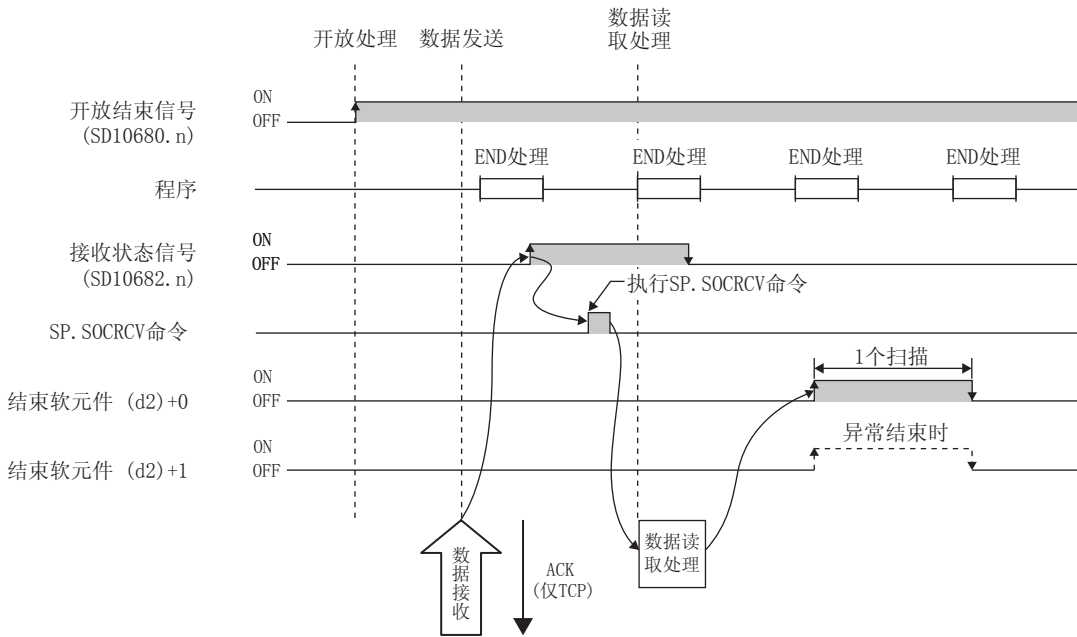 数据读
取处理
开放处理
数据发送
开放结束信号
(SD10680.n)
ON
OFF
END处理
END处理
END处理
END处理
程序
接收状态信号
(SD10682.n)
ON
OFF
执行SP.SOCRCV命令
SP.SOCRCV命令
1个扫描
结束软元件 (d2)+0
ON
OFF
异常结束时
结束软元件 (d2)+1
ON
OFF
数据接收
ACK
(仅TCP)
数据读
取处理